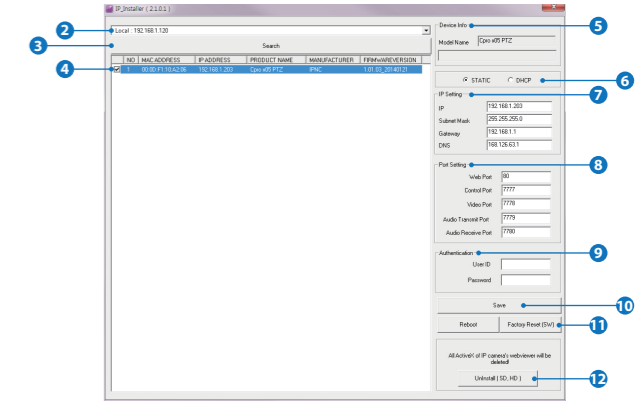 IP_Installer ( 2.1.0.1 )
Local : 192.168.1.120
Search
NO MAC ADDRESS IP ADDRESS PRODUCT NAME MANUFACTURER FIRMWAREVERSION
1 00:0D:F1:10:A2:06 192.168.1.203 Cpro x05 PTZ IPNC 1.01.03_20140121
Device Info
Model Name Cpro x05 PTZ
STATIC DHCP
IP Setting
IP 192.168.1.203
Subnet Mask 255.255.255.0
Gateway 192.168.1.1
DNS 168.126.63.1
Port Setting
Web Port 80
Control Port 7777
Video Port 7778
Audio Transmit Port 7779
Audio Receive Port 7780
Authentication
User ID
Password
Save
Reboot Factory Reset (SW)
All ActiveX of IP camera's webviewer will be
deleted!
UnInstall ( SD, HD )
2
3
4
5
6
7
8
9
10
11
12